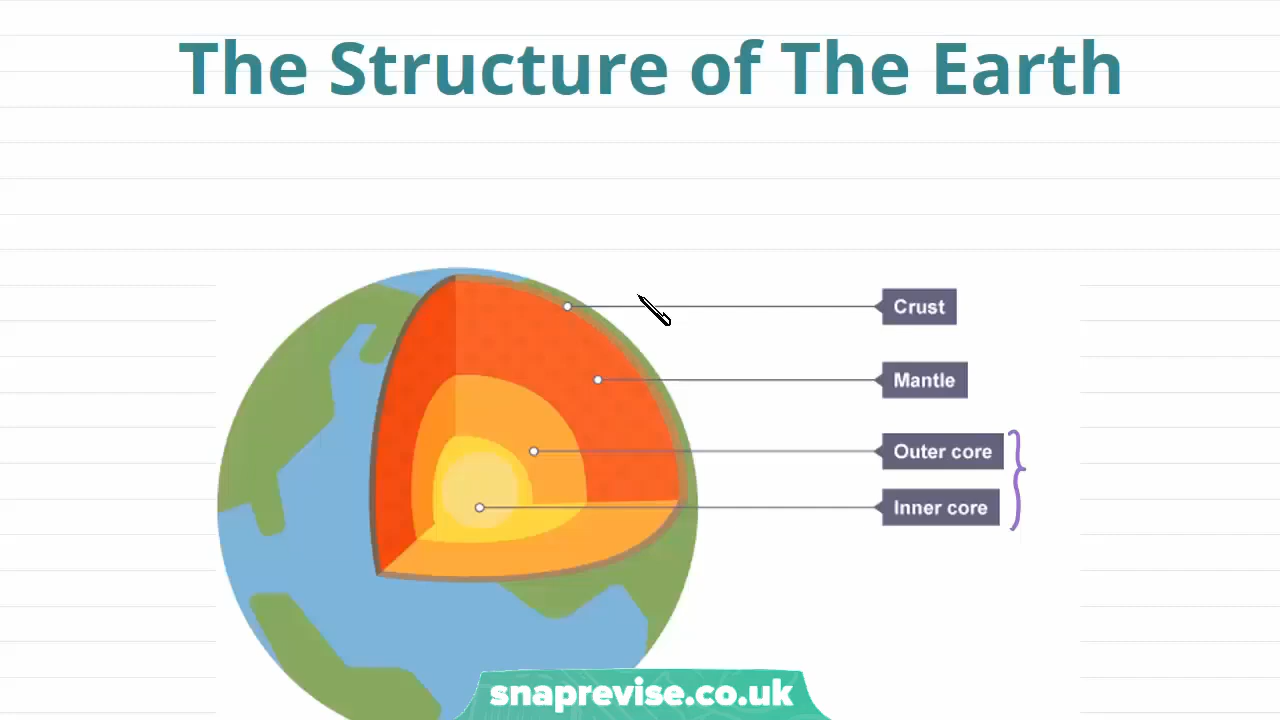 The Structure of The Earth
Crust
Mantle
Outer core
Inner core
snaprevise.co.uk